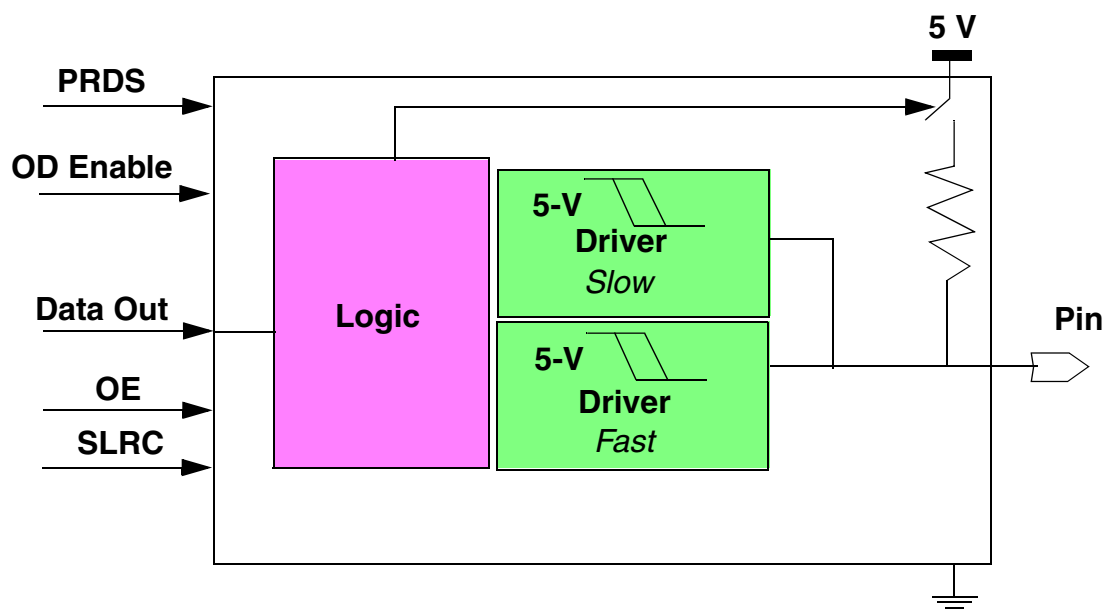 5 V
PRDS
OD Enable
5-V
Driver
Slow
Data Out
Logic
Pin
5-V
Driver
Fast
OE
SLRC